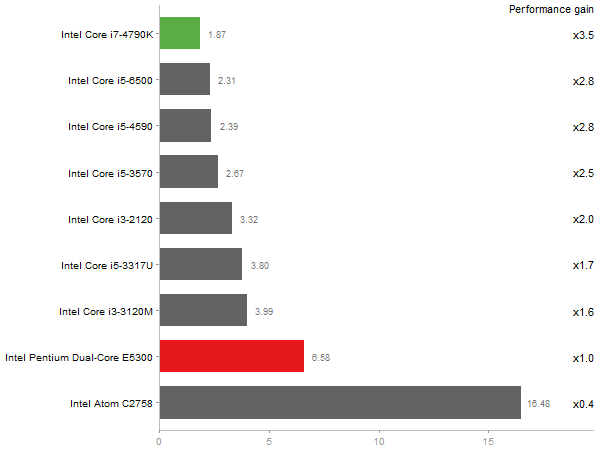 Performance gain
Intel Core i7-4790K 1.87 x3.5
Intel Core i5-6500 2.31 x2.8
Intel Core i5-4590 2.39 x2.8
Intel Core i5-3570 2.67 x2.5
Intel Core i3-2120 3.32 x2.0
Intel Core i5-3317U 3.80 x1.7
Intel Core i3-3120M 3.99 x1.6
Intel Pentium Dual-Core E5300 6.58 x1.0
Intel Atom C2758 16.48 x0.4
0 5 10 15